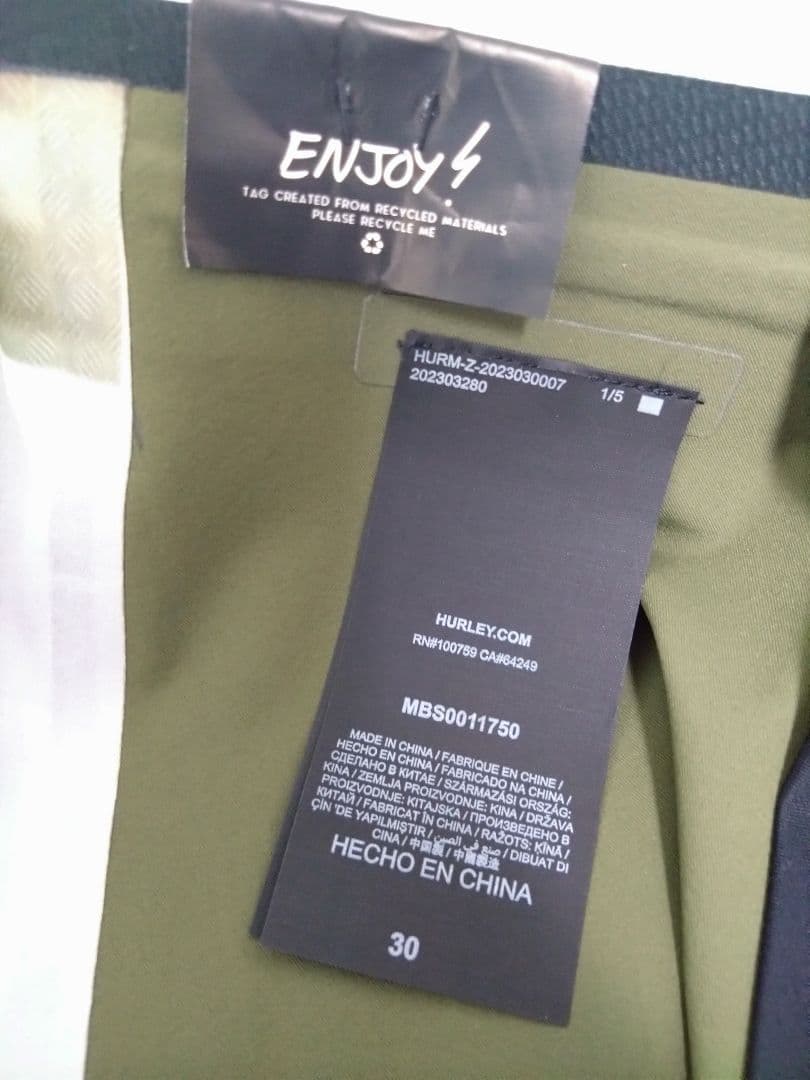 ENJOY
TAG CREATED FROM RECYCLED MATERIALS
PLEASE RECYCLE ME
HURM-Z-2023030007
202303280
1/5
HURLEY.COM
RN#100759 CA#64249
MBS0011750
MADE IN CHINA / FABRIQUE EN CHINE /
HECHO EN CHINA / FABRICADO NA CHINA /
СДЕЛАНО В КИТАЕ / SZÁRMAZÁSI ORSZÁG:
KÍNA / ZEMLJA PROIZVODNJE: KINA / DRŽAVA
PROIZVODNJE: KITAJSKA / ПРОИЗВЕДЕНО В
КИТАЙ / FABRICAT ÎN CHINA / RAŽOTS: ĶĪNĀ /
ÇİN 'DE YAPILMIŞTIR / صنع في الصين / DIBUAT DI
CINA / 中国製 / 中國製造
HECHO EN CHINA
30